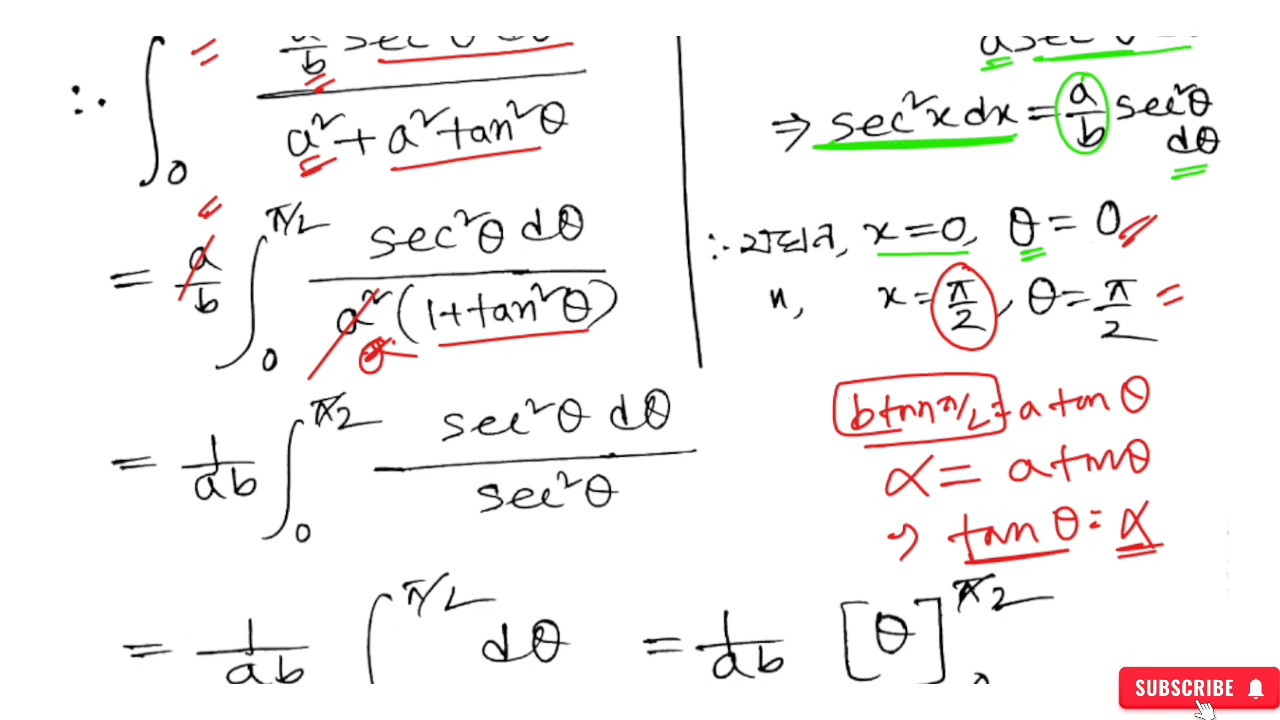 ∴ ∫₀ a/b sec²θ dθ / a² + a² tan²θ
= a/b ∫₀^π/2 sec²θ dθ / a² (1+tan²θ)
a
= 1/ab ∫₀^π/2 sec²θ dθ / sec²θ
= 1/ab ∫^π/2 dθ = 1/ab [θ]₀^π/2
⇒ sec²x dx = a/b sec²θ dθ
∴ যখন, x=0, θ = 0
" , x = π/2, θ = π/2
b tan π/2 = a tan θ
α = a tan θ
⇒ tan θ = α
SUBSCRIBE